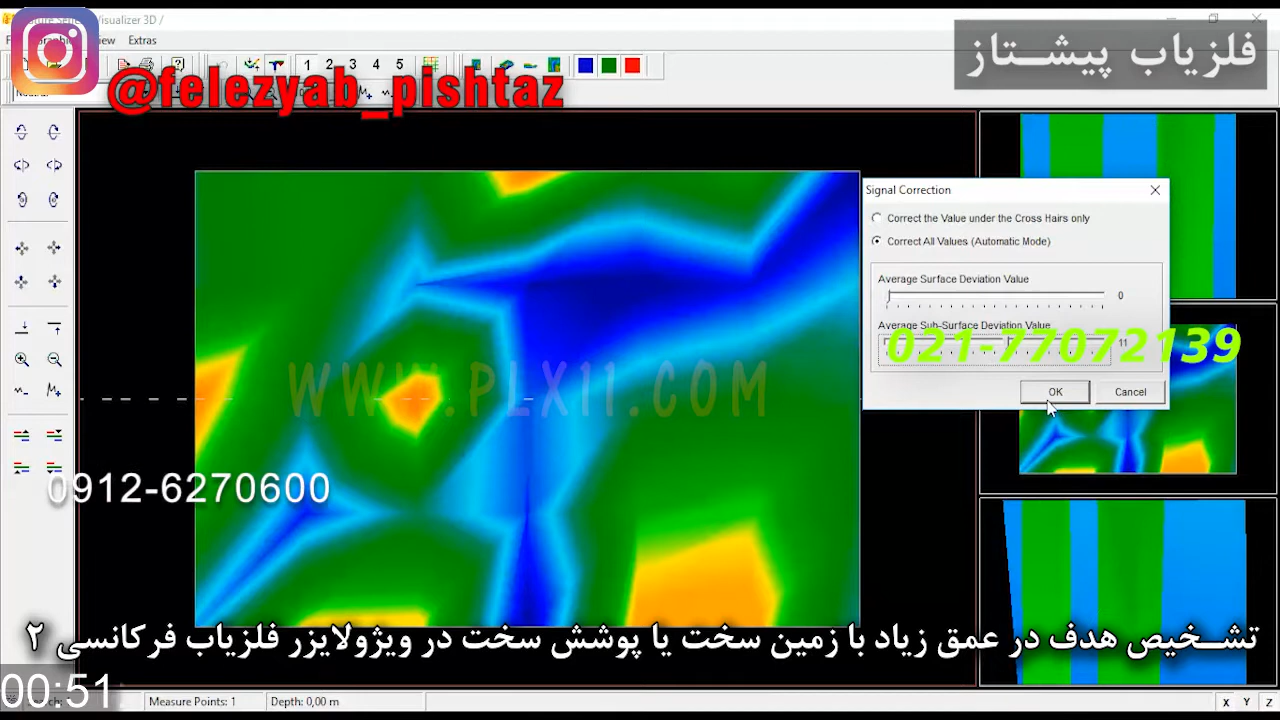 Visualizer 3D /
Extras
1 2 3 4 5
@felezyab_pishtaz
فلزیاب پیشتاز
Signal Correction
Correct the Value under the Cross Hairs only
Correct All Values (Automatic Mode)
Average Surface Deviation Value
0
Average Sub-Surface Deviation Value
11
021-77072139
OK
Cancel
WWW.PLX11.COM
0912-6270600
تشخیص هدف در عمق زیاد با زمین سخت یا پوشش سخت در ویژولایزر فلزیاب فرکانسی ۲
00:51
Measure Points: 1
Depth: 0,00 m
X Y Z